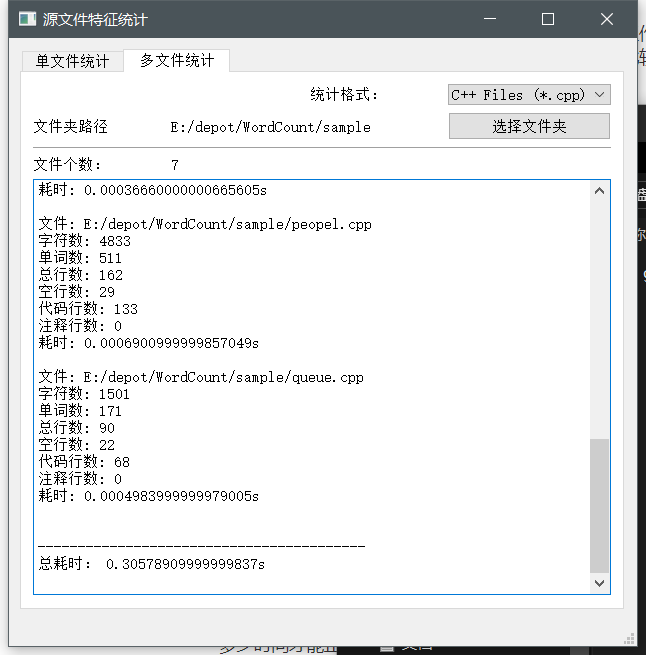 源文件特征统计
单文件统计
多文件统计
统计格式：
C++ Files (*.cpp)
文件夹路径
E:/depot/WordCount/sample
选择文件夹
文件个数：
7
耗时: 0.00036660000000665605s
文件: E:/depot/WordCount/sample/peopel.cpp
字符数: 4833
单词数: 511
总行数: 162
空行数: 29
代码行数: 133
注释行数: 0
耗时: 0.0006900999999857049s
文件: E:/depot/WordCount/sample/queue.cpp
字符数: 1501
单词数: 171
总行数: 90
空行数: 22
代码行数: 68
注释行数: 0
耗时: 0.0004983999999979005s
-----------------------------------------
总耗时： 0.30578909999999837s